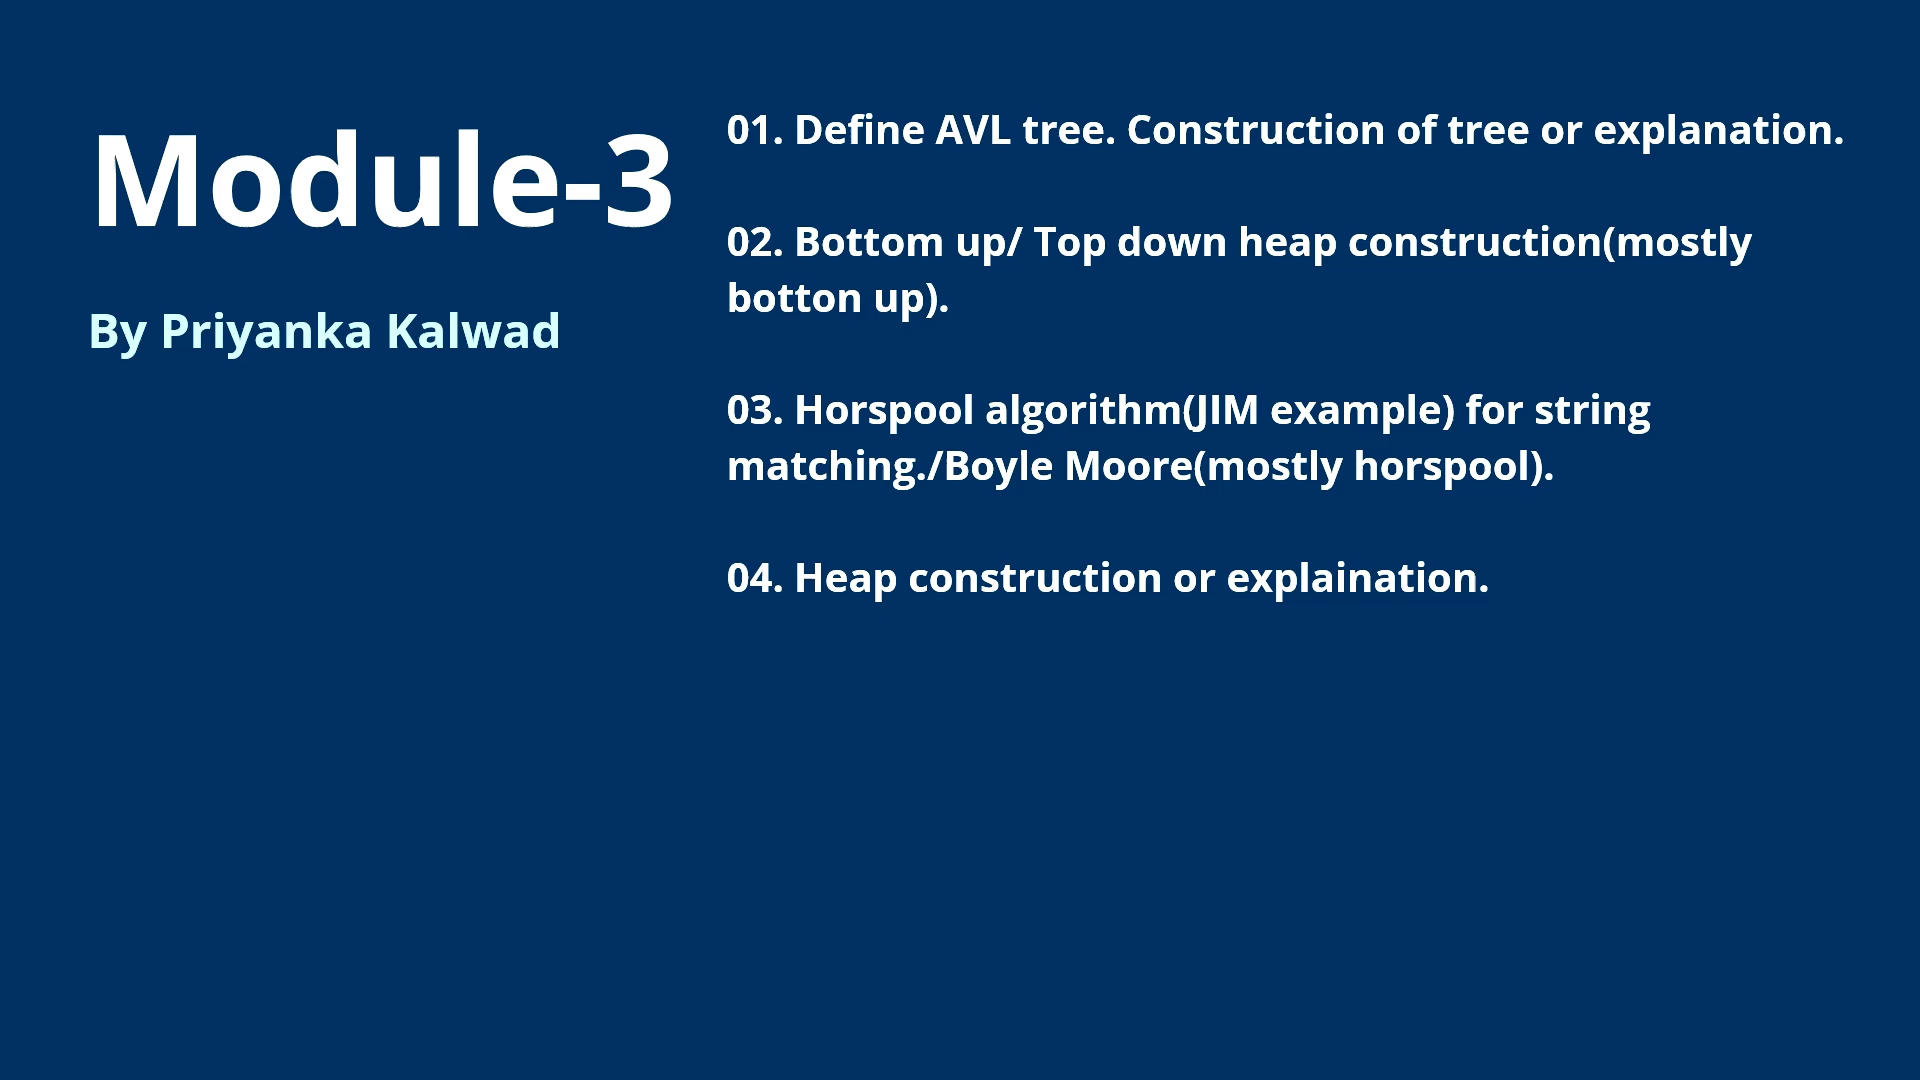 Module-3
By Priyanka Kalwad
01. Define AVL tree. Construction of tree or explanation.
02. Bottom up/ Top down heap construction(mostly
botton up).
03. Horspool algorithm(JIM example) for string
matching./Boyle Moore(mostly horspool).
04. Heap construction or explaination.